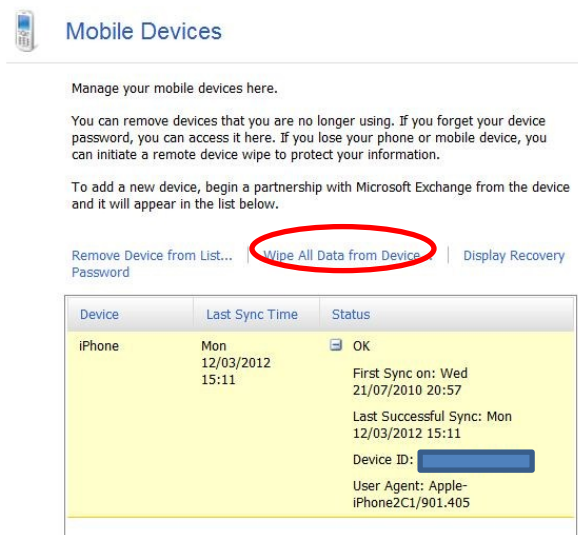 Mobile Devices
Manage your mobile devices here.
You can remove devices that you are no longer using. If you forget your device
password, you can access it here. If you lose your phone or mobile device, you
can initiate a remote device wipe to protect your information.
To add a new device, begin a partnership with Microsoft Exchange from the device
and it will appear in the list below.
Remove Device from List... | Wipe All Data from Device... | Display Recovery
Password
Device Last Sync Time Status
iPhone Mon OK
12/03/2012
15:11
First Sync on: Wed
21/07/2010 20:57
Last Successful Sync: Mon
12/03/2012 15:11
Device ID:
User Agent: Apple-
iPhone2C1/901.405